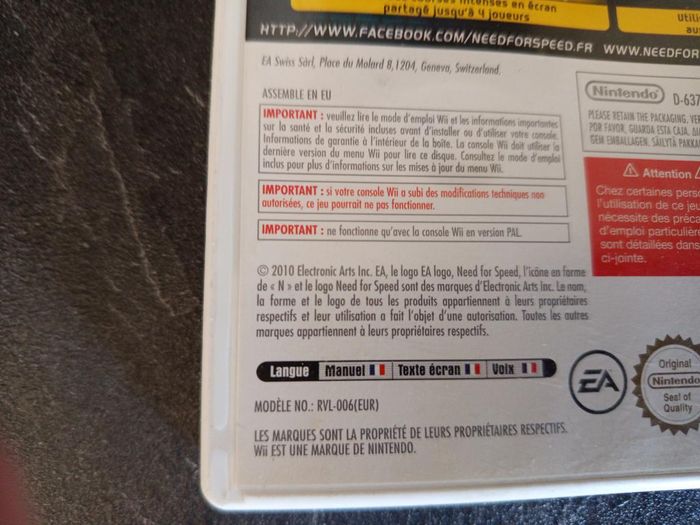 partagé jusqu'à 4 joueurs
HTTP://WWW.FACEBOOK.COM/NEEDFORSPEED.FR WWW.NEEDFOR
EA Swiss Sàrl, Place du Molard 8,1204, Geneva, Switzerland.
ASSEMBLE EN EU
IMPORTANT : veuillez lire le mode d'emploi Wii et les informations importantes
sur la santé et la sécurité incluses avant d'installer ou d'utiliser votre console.
Informations de garantie à l'intérieur de la boîte. La console Wii doit utiliser la
dernière version du menu Wii pour lire ce disque. Consultez le mode d'emploi
inclus pour plus d'informations sur les mises à jour du menu Wii.
IMPORTANT : si votre console Wii a subi des modifications techniques non
autorisées, ce jeu pourrait ne pas fonctionner.
IMPORTANT : ne fonctionne qu'avec la console Wii en version PAL.
© 2010 Electronic Arts Inc. EA, le logo EA logo, Need for Speed, l'icône en forme
de « N » et le logo Need for Speed sont des marques d'Electronic Arts Inc. Le nom,
la forme et le logo de tous les produits appartiennent à leurs propriétaires
respectifs et leur utilisation a fait l'objet d'une autorisation. Toutes les autres
marques appartiennent à leurs propriétaires respectifs.
Langue Manuel Texte écran Voix
MODÈLE NO.: RVL-006(EUR)
LES MARQUES SONT LA PROPRIÉTÉ DE LEURS PROPRIÉTAIRES RESPECTIFS.
Wii EST UNE MARQUE DE NINTENDO.
EA
Nintendo D-637
PLEASE RETAIN THE PACKAGING.
POR FAVOR, GUARDA ESTA CAJA.
GEM EMBALLAGEN. SÄILYTÄ
Attention
Chez certaines pers
l'utilisation de ce jeu
nécessite des préca
d'emploi particulière
sont détaillées dans
ci-jointe.
Original
Nintendo
Seal of
Quality